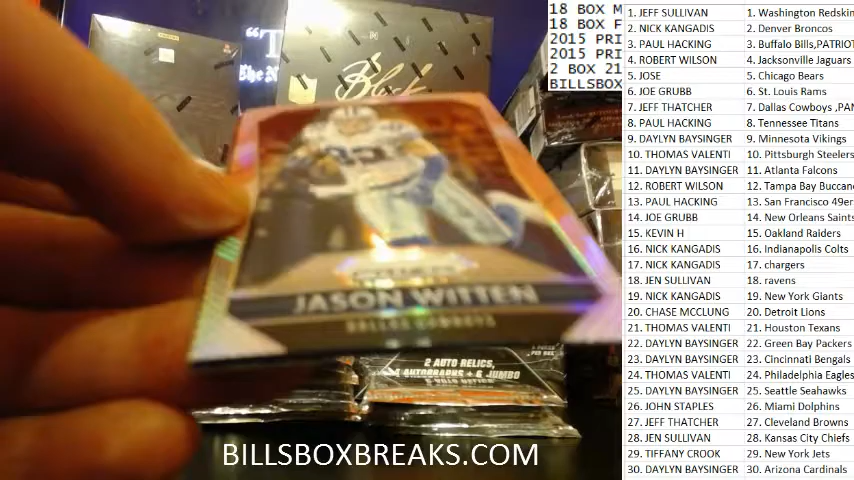 18 BOX M
18 BOX F
2015 PRI
2015 PRI
2 BOX 21
BILLSBOX
JASON WITTEN
DALLAS COWBOYS
2 AUTO RELICS,
AUTOGRAPHS + 6 JUMBO
BILLSBOXBREAKS.COM
1. JEFF SULLIVAN 1. Washington Redskin
2. NICK KANGADIS 2. Denver Broncos
3. PAUL HACKING 3. Buffalo Bills,PATRIOT
4. ROBERT WILSON 4. Jacksonville Jaguars
5. JOSE 5. Chicago Bears
6. JOE GRUBB 6. St. Louis Rams
7. JEFF THATCHER 7. Dallas Cowboys ,PAN
8. PAUL HACKING 8. Tennessee Titans
9. DAYLYN BAYSINGER 9. Minnesota Vikings
10. THOMAS VALENTI 10. Pittsburgh Steelers
11. DAYLYN BAYSINGER 11. Atlanta Falcons
12. ROBERT WILSON 12. Tampa Bay Buccane
13. PAUL HACKING 13. San Francisco 49er
14. JOE GRUBB 14. New Orleans Saints
15. KEVIN H 15. Oakland Raiders
16. NICK KANGADIS 16. Indianapolis Colts
17. NICK KANGADIS 17. chargers
18. JEN SULLIVAN 18. ravens
19. NICK KANGADIS 19. New York Giants
20. CHASE MCCLUNG 20. Detroit Lions
21. THOMAS VALENTI 21. Houston Texans
22. DAYLYN BAYSINGER 22. Green Bay Packers
23. DAYLYN BAYSINGER 23. Cincinnati Bengals
24. THOMAS VALENTI 24. Philadelphia Eagles
25. DAYLYN BAYSINGER 25. Seattle Seahawks
26. JOHN STAPLES 26. Miami Dolphins
27. JEFF THATCHER 27. Cleveland Browns
28. JEN SULLIVAN 28. Kansas City Chiefs
29. TIFFANY CROOK 29. New York Jets
30. DAYLYN BAYSINGER 30. Arizona Cardinals